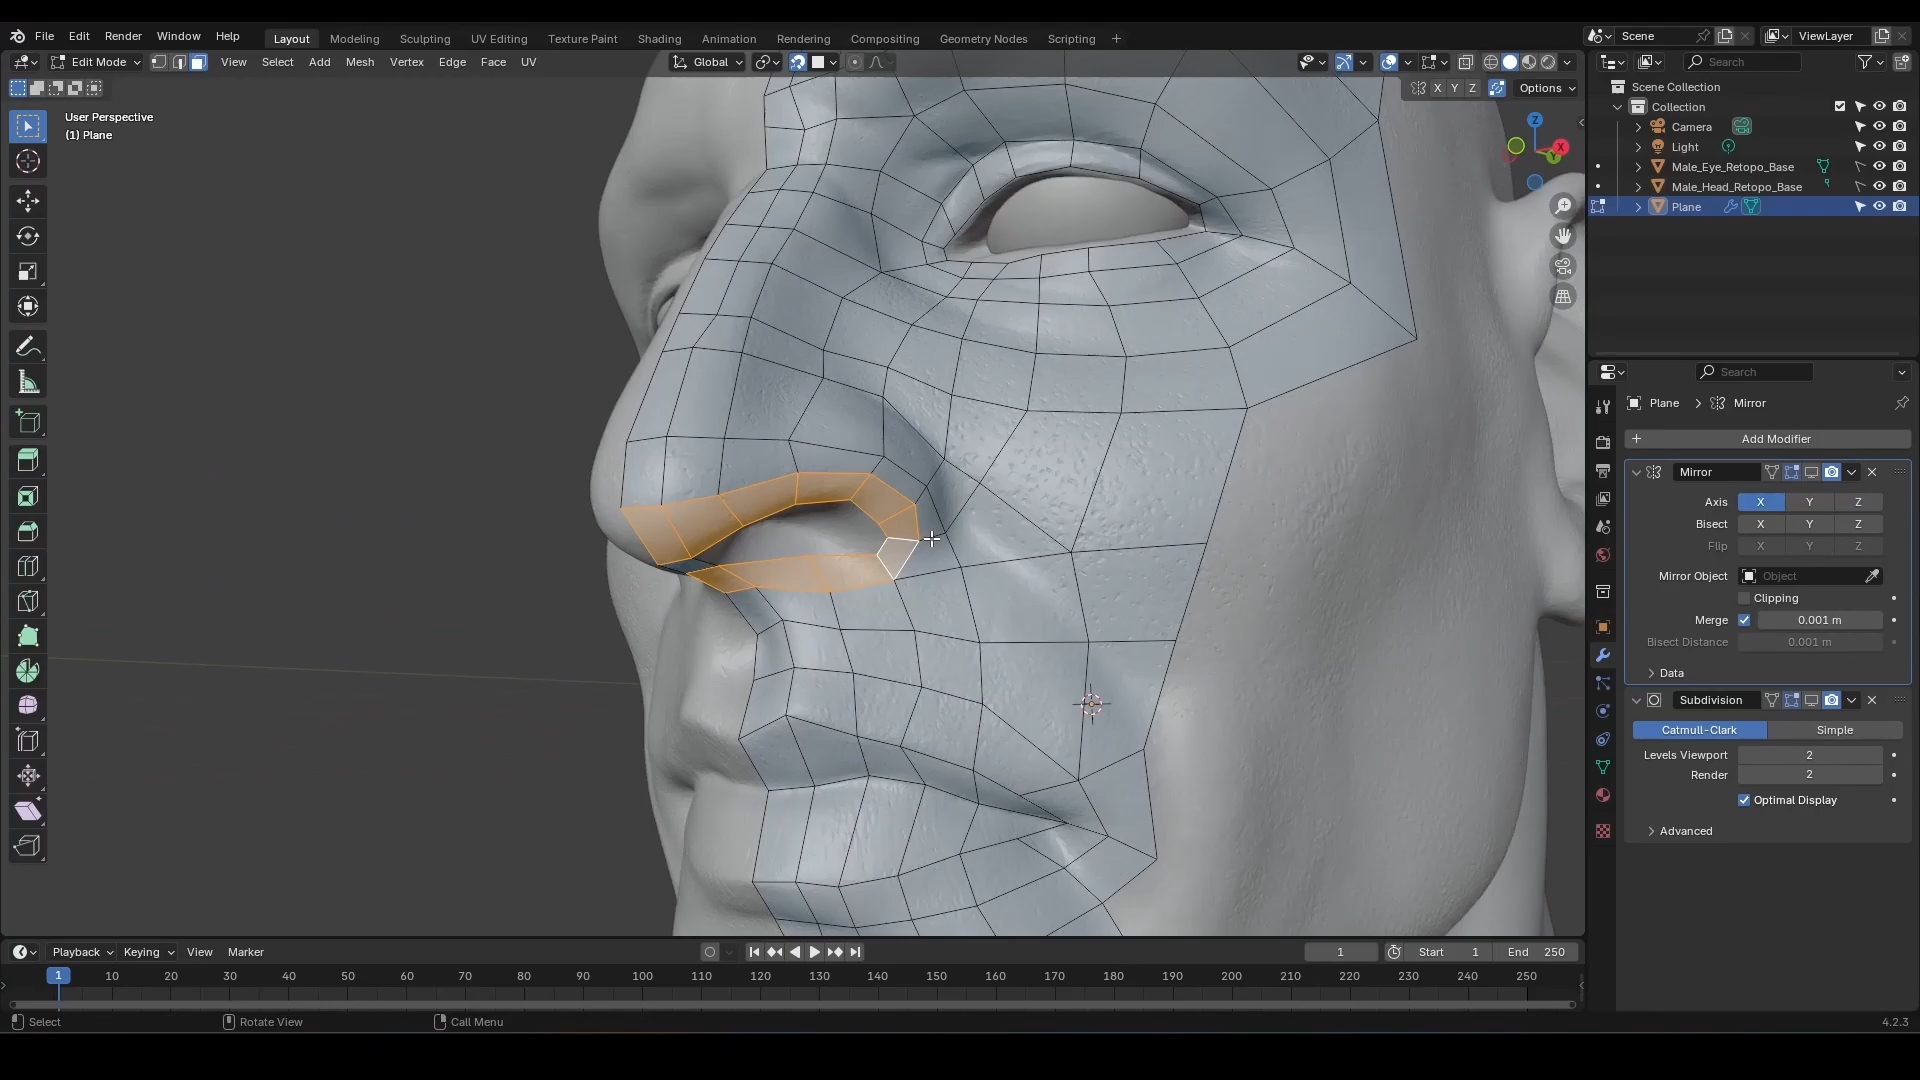 File Edit Render Window Help Layout Modeling Sculpting UV Editing Texture Paint Shading Animation Rendering Compositing Geometry Nodes Scripting + Scene ViewLayer
Edit Mode View Select Add Mesh Vertex Edge Face UV Global Search
X Y Z Options
User Perspective
(1) Plane
Z
X
Y
Scene Collection
Collection
Camera
Light
Male_Eye_Retopo_Base
Male_Head_Retopo_Base
Plane
Search
Plane > Mirror
+ Add Modifier
Mirror
Axis X Y Z
Bisect X Y Z
Flip X Y Z
Mirror Object Object
Clipping
Merge 0.001 m
Bisect Distance 0.001 m
Data
Subdivision
Catmull-Clark Simple
Levels Viewport 2
Render 2
Optimal Display
Advanced
Playback Keying View Marker 1 Start 1 End 250
1 10 20 30 40 50 60 70 80 90 100 110 120 130 140 150 160 170 180 190 200 210 220 230 240 250
Select Rotate View Call Menu 4.2.3